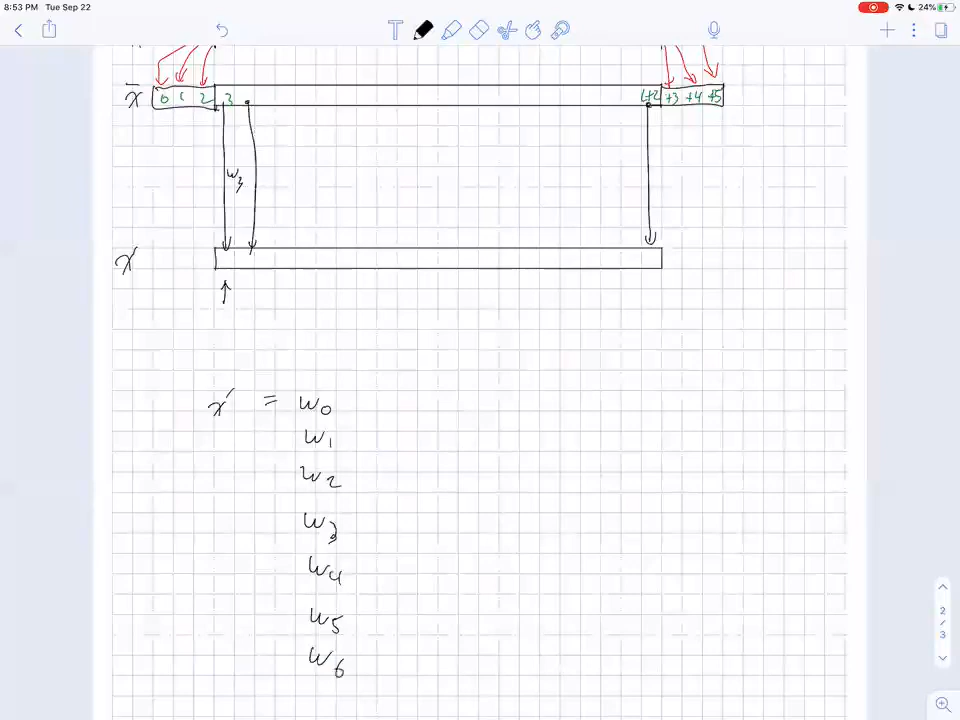 8:53 PM Tue Sep 22
24%
T
x̄ 0 1 2 3 L+2 +3 +4 +5
w₃
x'
x' = w₀
w₁
w₂
w₃
w₄
w₅
w₆
2
/
3